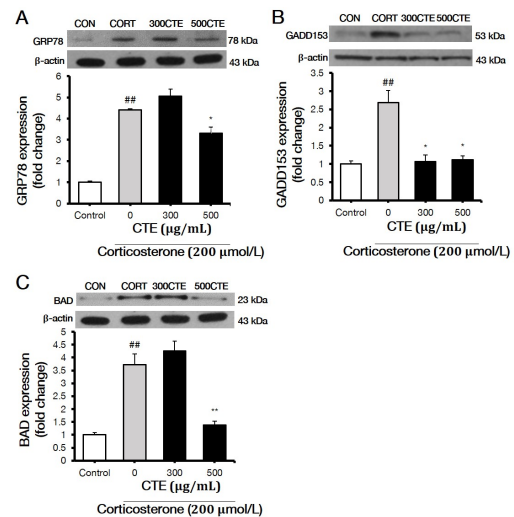 A
CON CORT 300CTE 500CTE
GRP78 78 kDa
β-actin 43 kDa
GRP78 expression
(fold change)
6
5
4
3
2
1
0
##
*
Control 0 300 500
CTE (μg/mL)
Corticosterone (200 μmol/L)
B
CON CORT 300CTE 500CTE
GADD153 53 kDa
β-actin 43 kDa
GADD153 expression
(fold change)
3.5
3
2.5
2
1.5
1
0.5
0
##
* *
Control 0 300 500
CTE (μg/mL)
Corticosterone (200 μmol/L)
C
CON CORT 300CTE 500CTE
BAD 23 kDa
β-actin 43 kDa
BAD expression
(fold change)
5
4.5
4
3.5
3
2.5
2
1.5
1
0.5
0
##
**
Control 0 300 500
CTE (μg/mL)
Corticosterone (200 μmol/L)